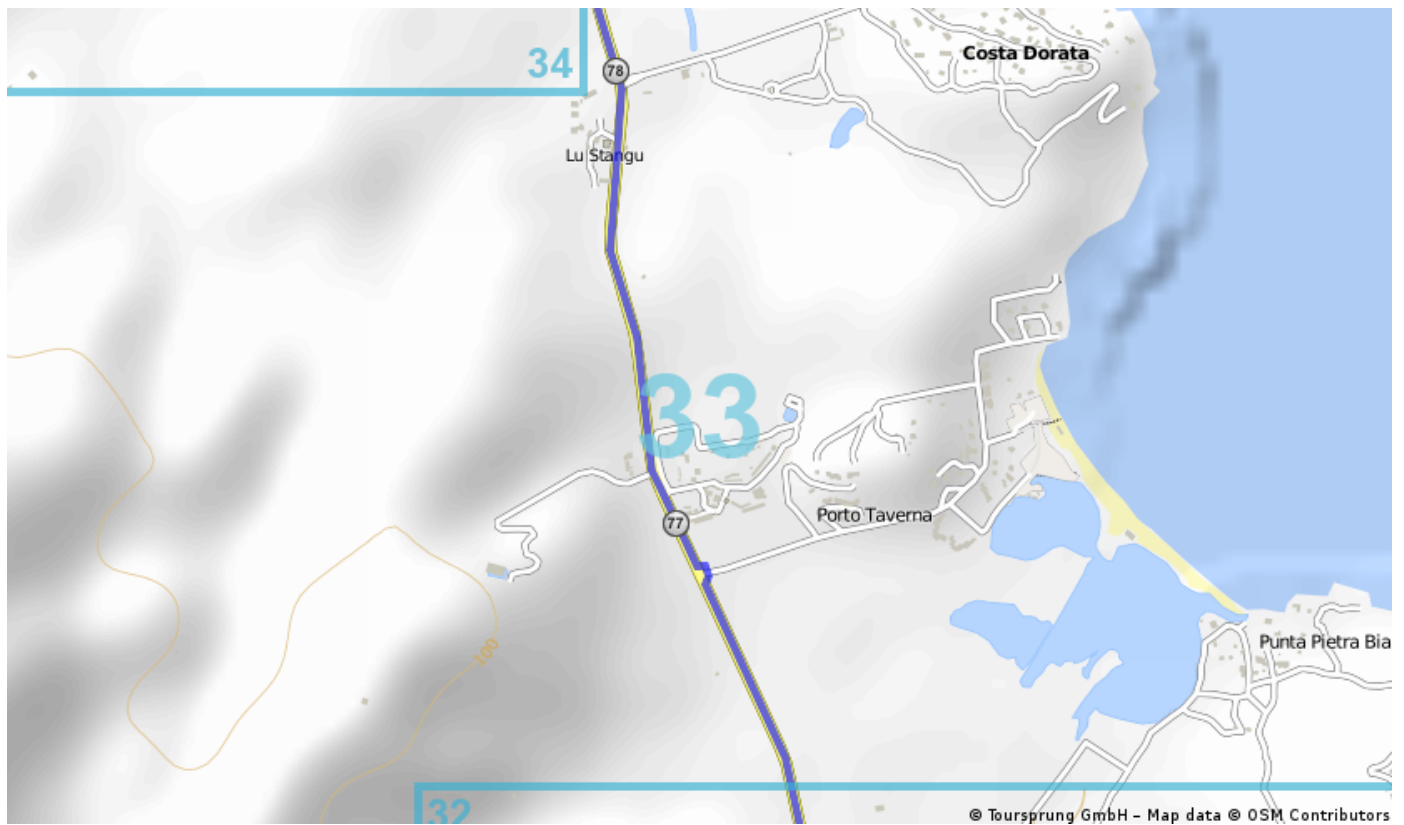 34
78
Costa Dorata
Lu Stangu
33
Porto Taverna
77
100
Punta Pietra Bia
32
© Toursprung GmbH – Map data © OSM Contributors